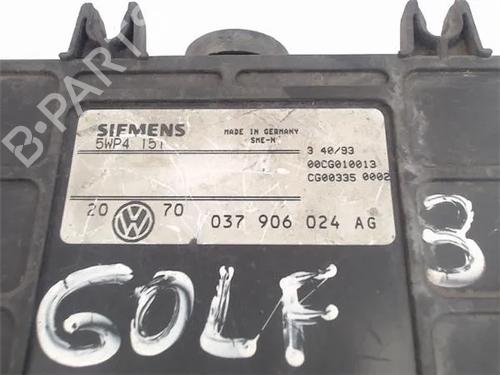 SIEMENS
5WP4 151
MADE IN GERMANY
SME-N
3 40/93
00CG010013
CG00335 0002
20 VW 70
037 906 024 AG
GOLF 3